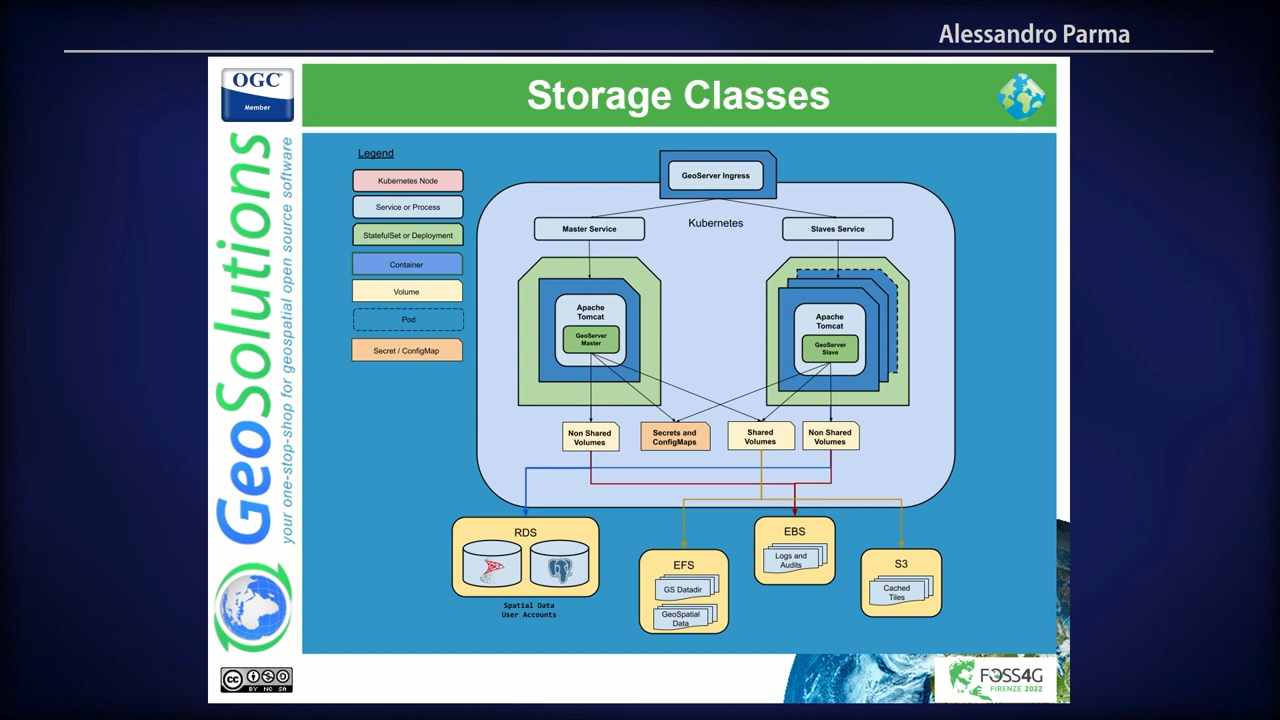 Alessandro Parma
OGC
Member
GeoSolutions
your one-stop-shop for geospatial open source software
Storage Classes
Legend
Kubernetes Node
Service or Process
StatefulSet or Deployment
Container
Volume
Pod
Secret / ConfigMap
GeoServer Ingress
Kubernetes
Master Service
Slaves Service
Apache
Tomcat
GeoServer
Master
Apache
Tomcat
GeoServer
Slave
Non Shared
Volumes
Secrets and
ConfigMaps
Shared
Volumes
Non Shared
Volumes
RDS
Spatial Data
User Accounts
EFS
GS Datadir
GeoSpatial
Data
EBS
Logs and
Audits
S3
Cached
Tiles
cc
BY NC SA
FOSS4G
FIRENZE 2022